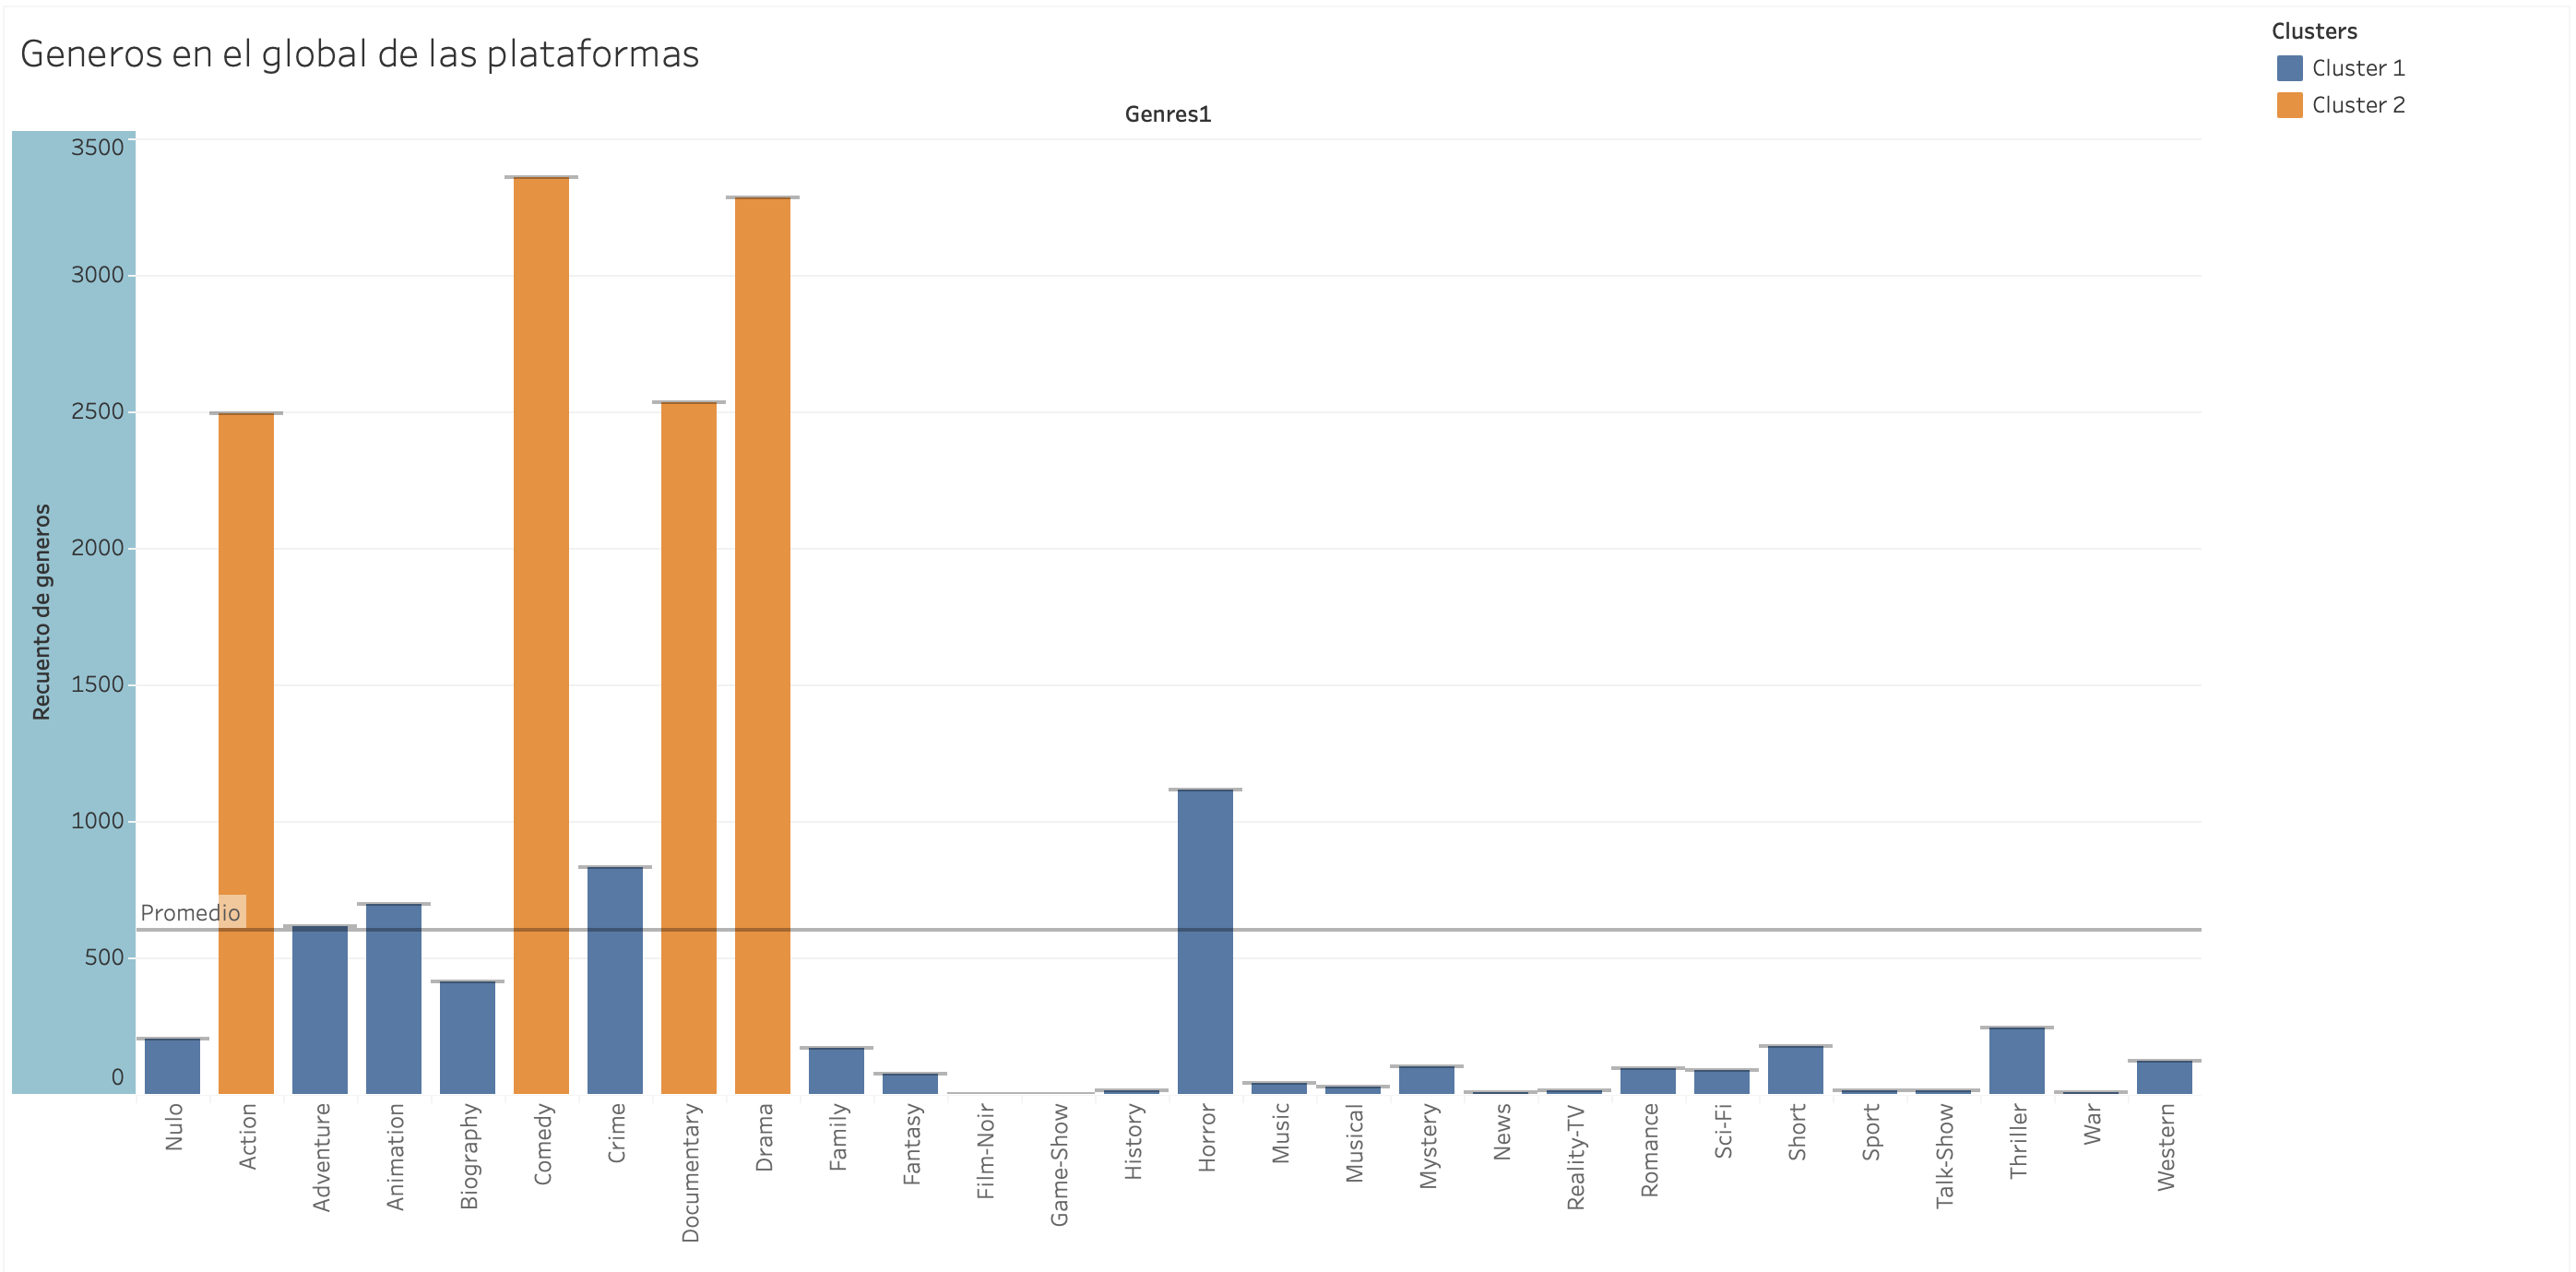 Generos en el global de las plataformas
Clusters
Cluster 1
Cluster 2
Genres1
Recuento de generos
3500
3000
2500
2000
1500
1000
500
0
Promedio
Nulo
Action
Adventure
Animation
Biography
Comedy
Crime
Documentary
Drama
Family
Fantasy
Film-Noir
Game-Show
History
Horror
Music
Musical
Mystery
News
Reality-TV
Romance
Sci-Fi
Short
Sport
Talk-Show
Thriller
War
Western